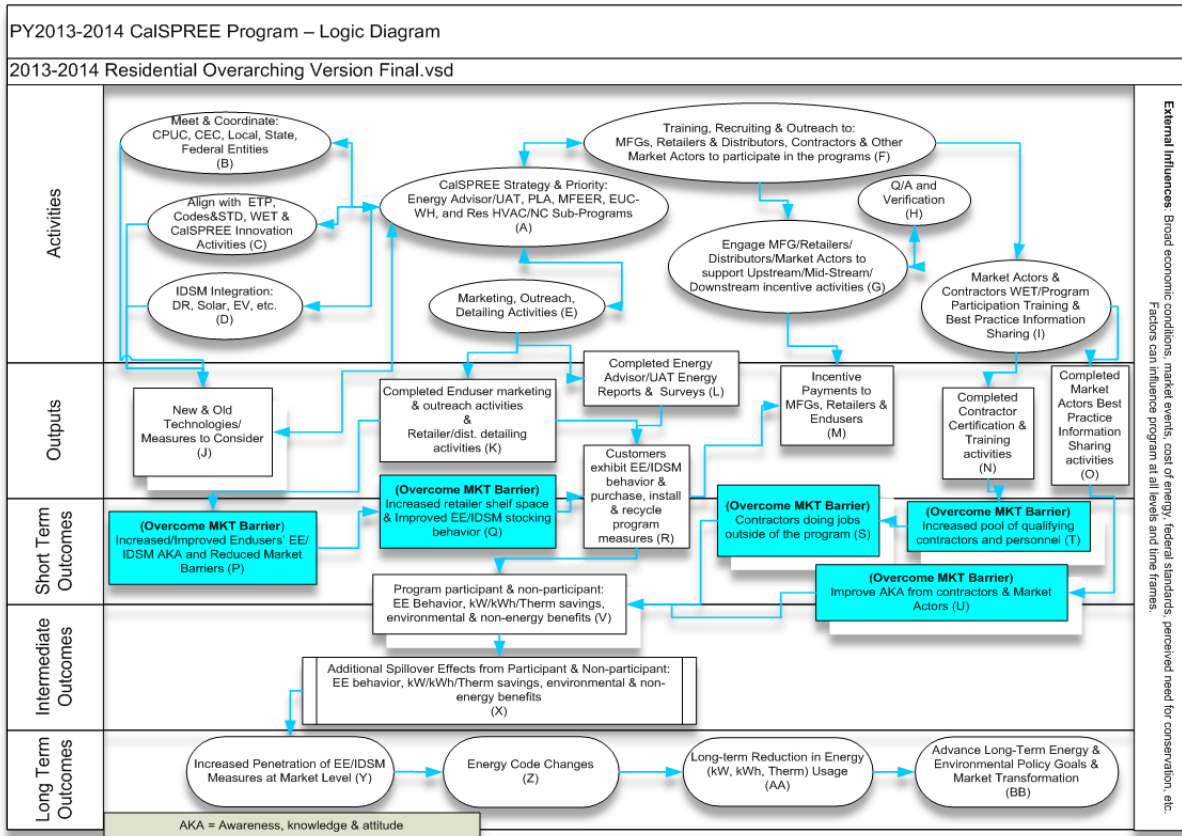 PY2013-2014 CalSPREE Program – Logic Diagram
2013-2014 Residential Overarching Version Final.vsd
Activities
Meet & Coordinate:
CPUC, CEC, Local, State,
Federal Entities
(B)
Align with ETP,
Codes&STD, WET &
CalSPREE Innovation
Activities (C)
IDSM Integration:
DR, Solar, EV, etc.
(D)
CalSPREE Strategy & Priority:
Energy Advisor/UAT, PLA, MFEER, EUC-
WH, and Res HVAC/NC Sub-Programs
(A)
Marketing, Outreach,
Detailing Activities (E)
Training, Recruiting & Outreach to:
MFGs, Retailers & Distributors, Contractors & Other
Market Actors to participate in the programs (F)
Q/A and
Verification
(H)
Engage MFG/Retailers/
Distributors/Market Actors to
support Upstream/Mid-Stream/
Downstream incentive activities (G)
Market Actors &
Contractors WET/Program
Participation Training &
Best Practice Information
Sharing (I)
Outputs
New & Old
Technologies/
Measures to Consider
(J)
Completed Enduser marketing
& outreach activities
&
Retailer/dist. detailing
activities (K)
Completed Energy
Advisor/UAT Energy
Reports & Surveys (L)
Customers
exhibit EE/IDSM
behavior &
purchase, install
& recycle program
measures (R)
Incentive
Payments to
MFGs, Retailers &
Endusers
(M)
Completed
Contractor
Certification &
Training
activities
(N)
Completed
Market
Actors Best
Practice
Information
Sharing
activities
(O)
Short Term
Outcomes
(Overcome MKT Barrier)
Increased/Improved Endusers' EE/
IDSM AKA and Reduced Market
Barriers (P)
(Overcome MKT Barrier)
Increased retailer shelf space
& Improved EE/IDSM stocking
behavior (Q)
(Overcome MKT Barrier)
Contractors doing jobs
outside of the program (S)
(Overcome MKT Barrier)
Increased pool of qualifying
contractors and personnel (T)
(Overcome MKT Barrier)
Improve AKA from contractors & Market
Actors (U)
Program participant & non-participant:
EE Behavior, kW/kWh/Therm savings,
environmental & non-energy benefits (V)
Intermediate
Outcomes
Additional Spillover Effects from Participant & Non-participant:
EE behavior, kW/kWh/Therm savings, environmental & non-
energy benefits
(X)
Long Term
Outcomes
Increased Penetration of EE/IDSM
Measures at Market Level (Y)
Energy Code Changes
(Z)
Long-term Reduction in Energy
(kW, kWh, Therm) Usage
(AA)
Advance Long-Term Energy &
Environmental Policy Goals &
Market Transformation
(BB)
AKA = Awareness, knowledge & attitude
External Influences: Broad economic conditions, market events, cost of energy, federal standards, perceived need for conservation, etc.
Factors can influence program at all levels and time frames.